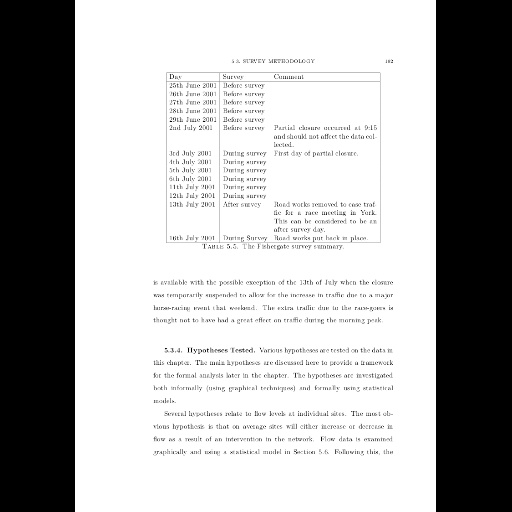 5.3. SURVEY METHODOLOGY 162
Day Survey Comment
25th June 2001 Before survey
26th June 2001 Before survey
27th June 2001 Before survey
28th June 2001 Before survey
29th June 2001 Before survey
2nd July 2001 Before survey Partial closure occurred at 9:15
and should not affect the data col-
lected..
3rd July 2001 During survey First day of partial closure.
4th July 2001 During survey
5th July 2001 During survey
6th July 2001 During survey
11th July 2001 During survey
12th July 2001 During survey
13th July 2001 After survey Road works removed to ease traf-
fic for a race meeting in York.
This can be considered to be an
after survey day.
16th July 2001 During Survey Road works put back in place.
TABLE 5.5. The Fishergate survey summary.
is available with the possible exception of the 13th of July when the closure
was temporarily suspended to allow for the increase in traffic due to a major
horse-racing event that weekend. The extra traffic due to the race-goers is
thought not to have had a great effect on traffic during the morning peak.
5.3.4. Hypotheses Tested. Various hypotheses are tested on the data in
this chapter. The main hypotheses are discussed here to provide a framework
for the formal analysis later in the chapter. The hypotheses are investigated
both informally (using graphical techniques) and formally using statistical
models.
Several hypotheses relate to flow levels at individual sites. The most ob-
vious hypothesis is that on average sites will either increase or decrease in
flow as a result of an intervention in the network. Flow data is examined
graphically and using a statistical model in Section 5.6. Following this, the